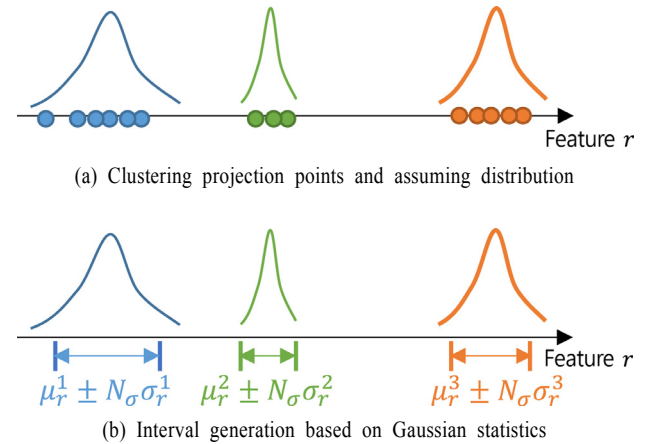 Feature r
(a) Clustering projection points and assuming distribution
Feature r
μ_r^1 ± N_σσ_r^1 μ_r^2 ± N_σσ_r^2 μ_r^3 ± N_σσ_r^3
(b) Interval generation based on Gaussian statistics